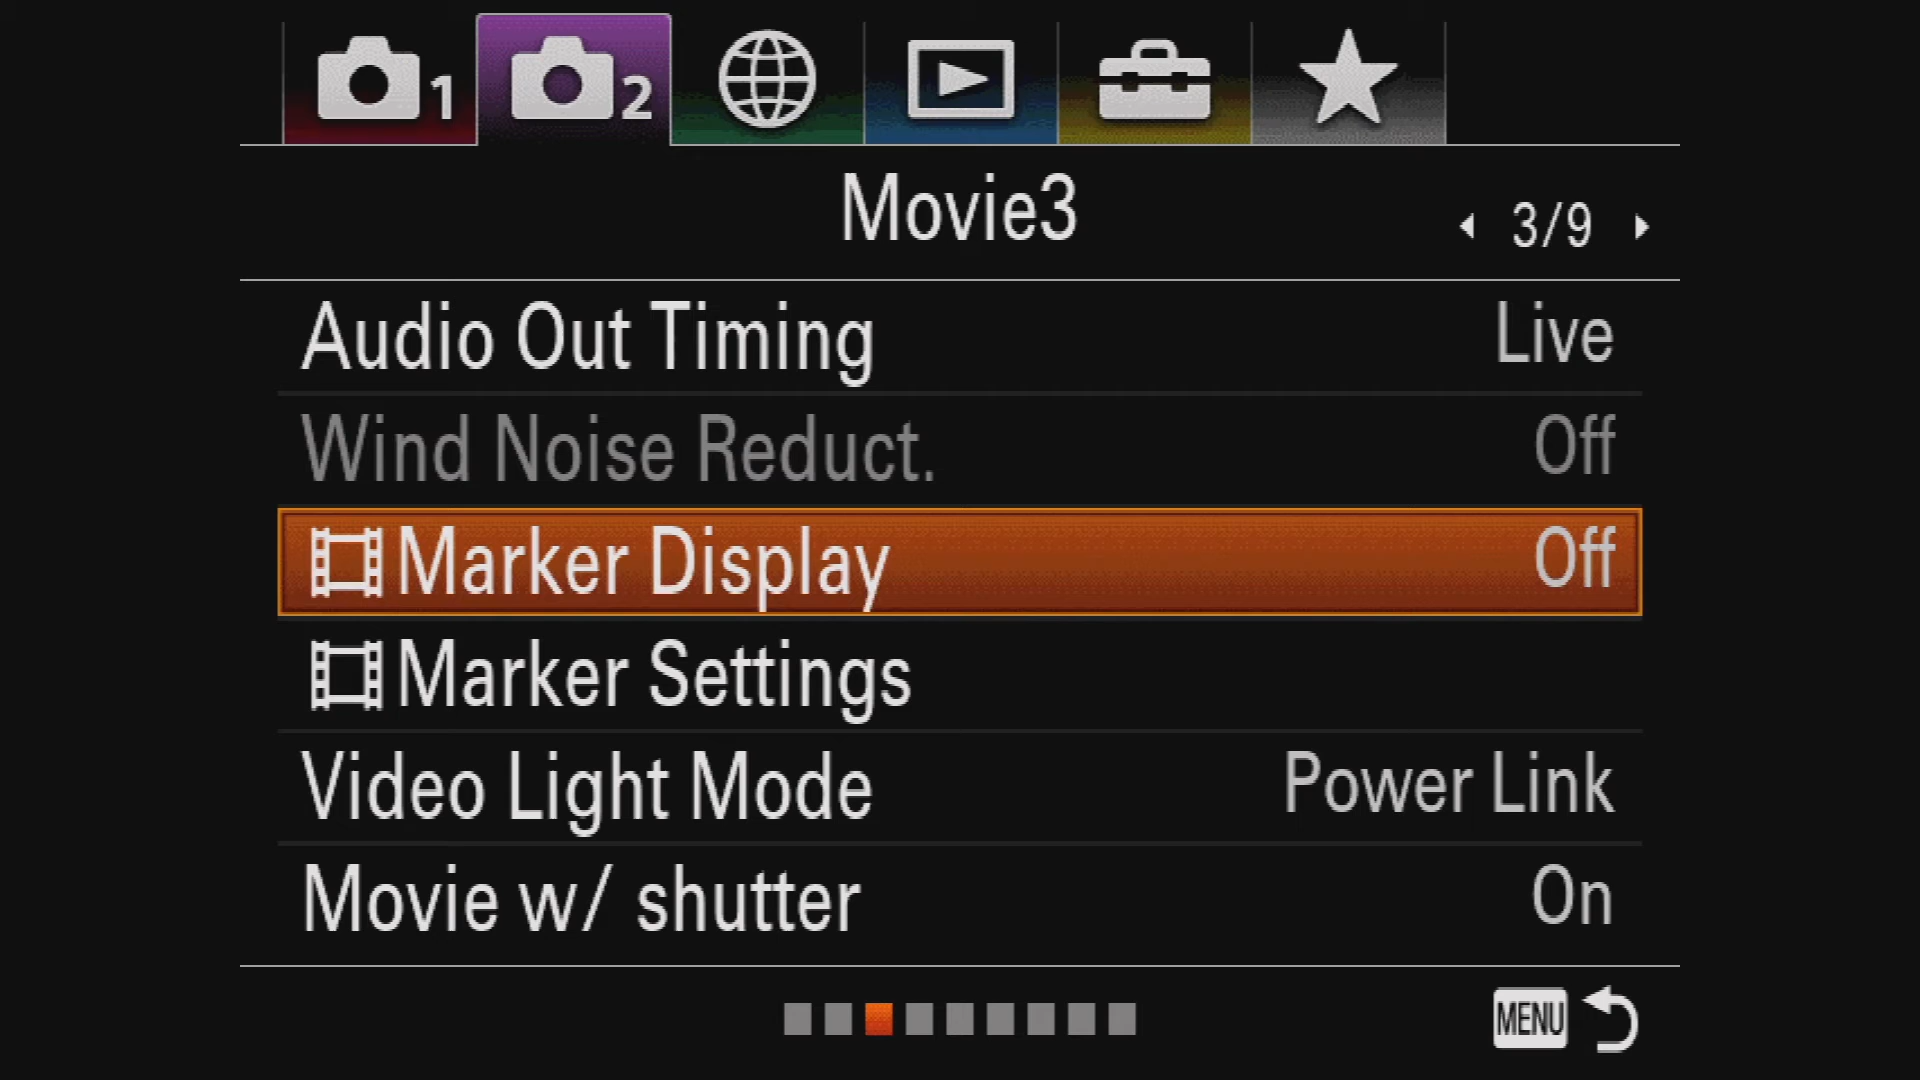 1
2
Movie3
3/9
Audio Out Timing Live
Wind Noise Reduct. Off
Marker Display Off
Marker Settings
Video Light Mode Power Link
Movie w/ shutter On
MENU